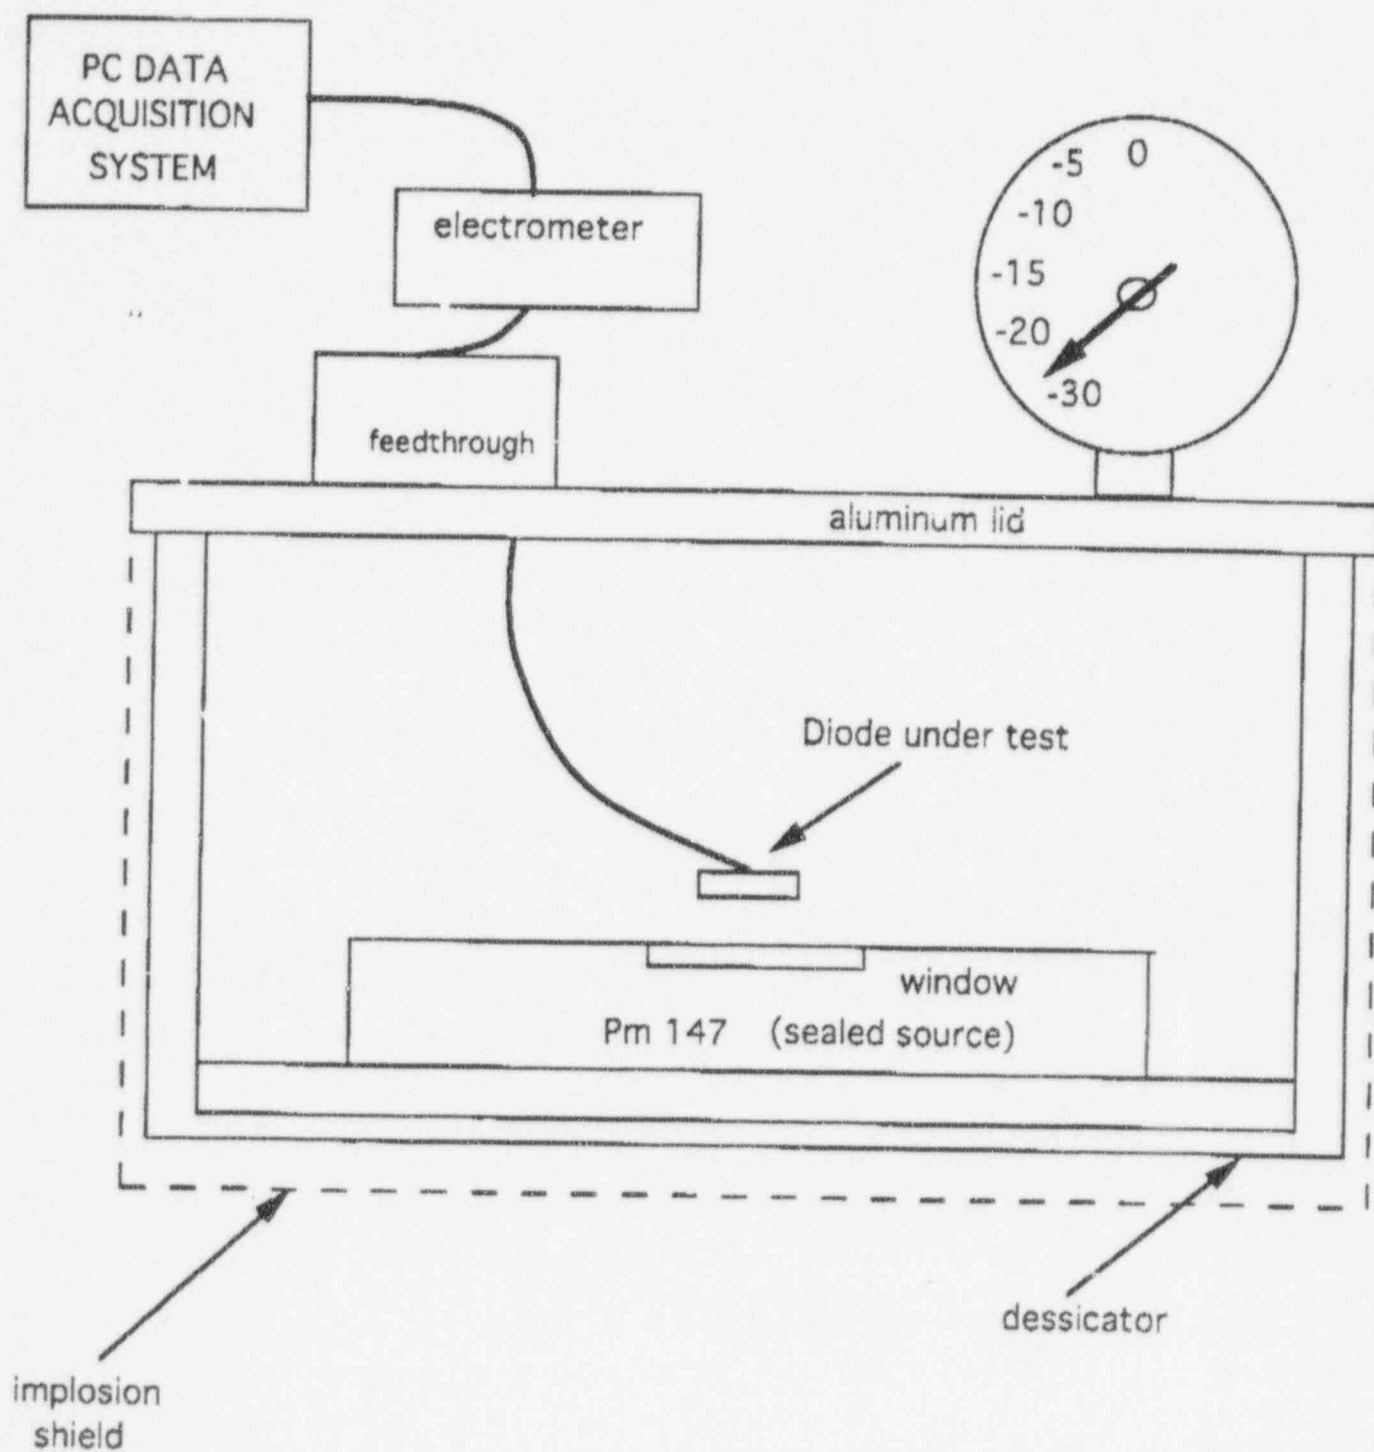 PC DATA
ACQUISITION
SYSTEM
electrometer
feedthrough
0
-5
-10
-15
-20
-30
aluminum lid
Diode under test
window
Pm 147 (sealed source)
dessicator
implosion
shield